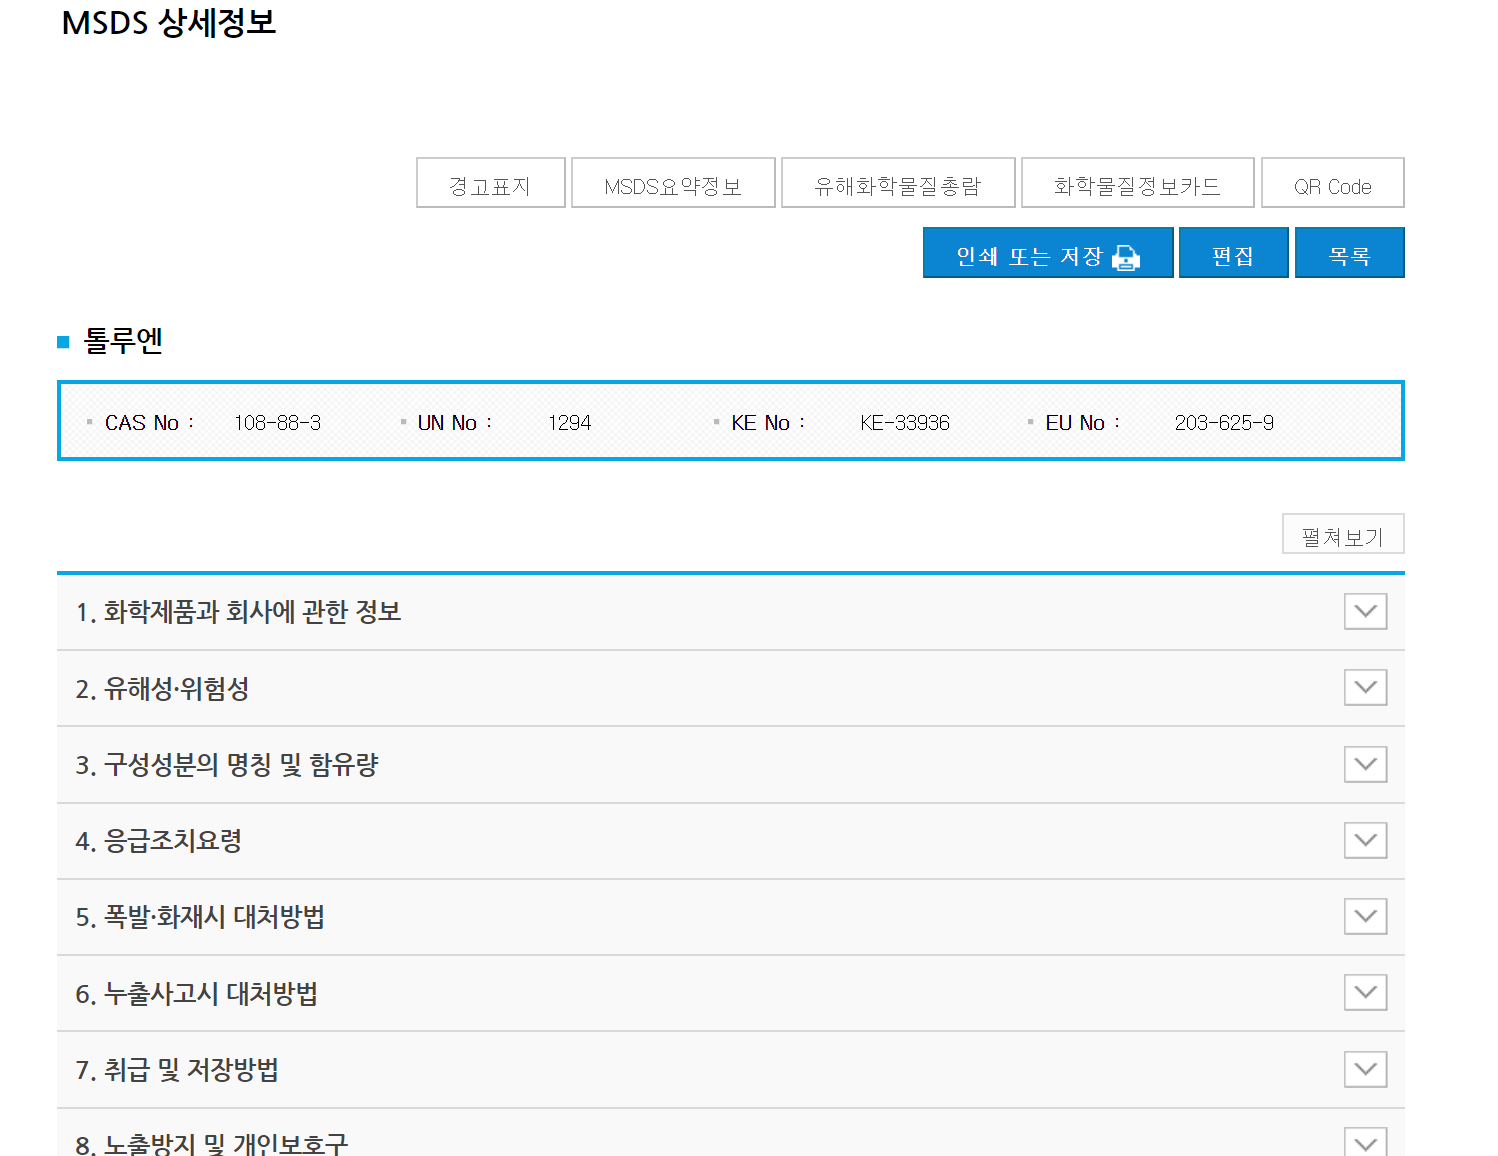 MSDS 상세정보
경고표지 MSDS요약정보 유해화학물질총람 화학물질정보카드 QR Code
인쇄 또는 저장 편집 목록
톨루엔
CAS No : 108-88-3 UN No : 1294 KE No : KE-33936 EU No : 203-625-9
펼쳐보기
1. 화학제품과 회사에 관한 정보
2. 유해성·위험성
3. 구성성분의 명칭 및 함유량
4. 응급조치요령
5. 폭발·화재시 대처방법
6. 누출사고시 대처방법
7. 취급 및 저장방법
8. 노출방지 및 개인보호구